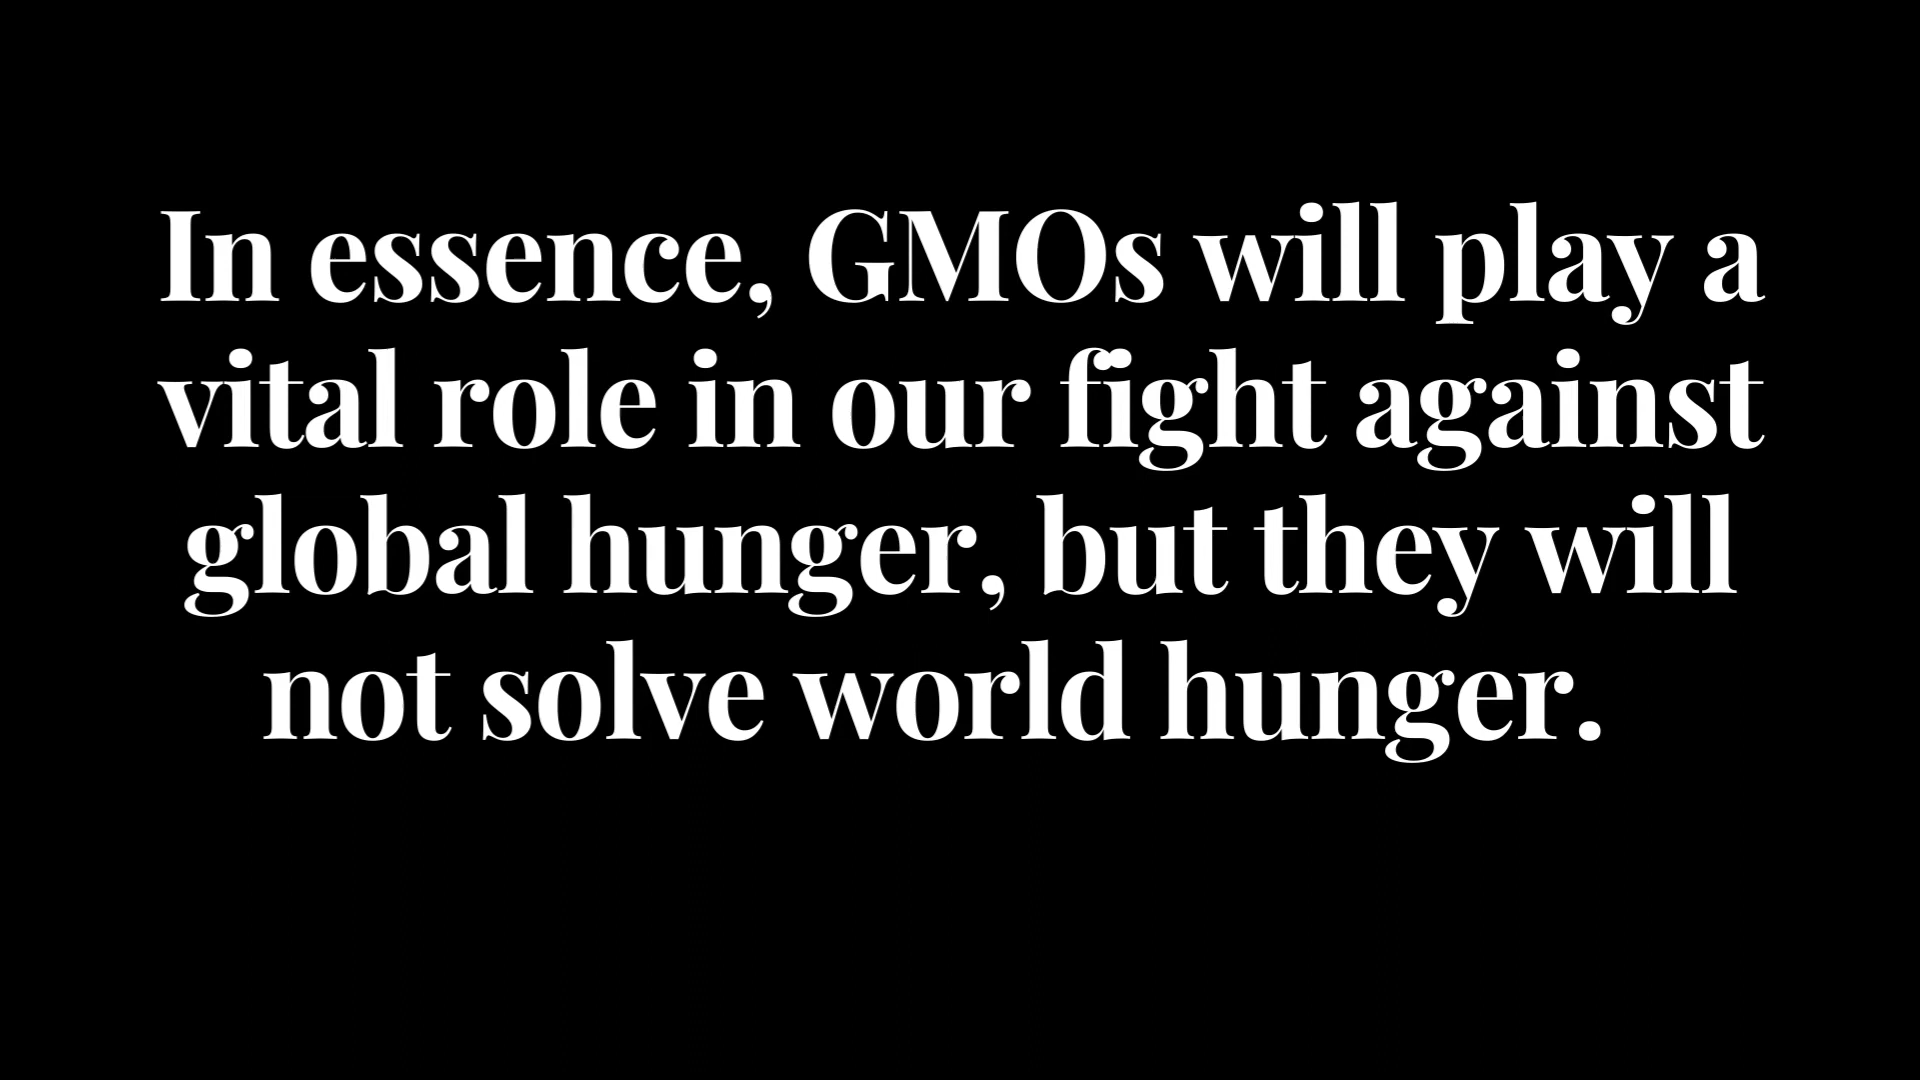 In essence, GMOs will play a
vital role in our fight against
global hunger, but they will
not solve world hunger.